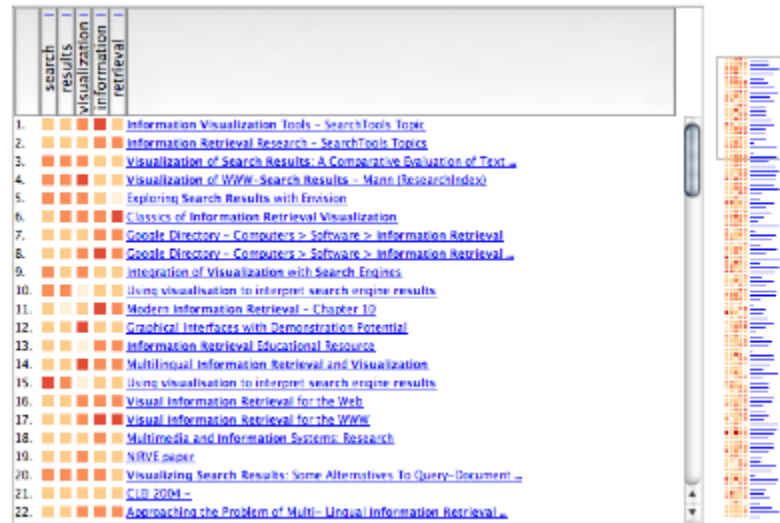 search
results
visualization
information
retrieval
1. Information Visualization Tools - SearchTools Topic
2. Information Retrieval Research - SearchTools Topics
3. Visualization of Search Results: A Comparative Evaluation of Text ...
4. Visualization of WWW-Search Results - Mann (ResearchIndex)
5. Exploring Search Results with Envision
6. Classics of Information Retrieval Visualization
7. Google Directory - Computers > Software > Information Retrieval
8. Google Directory - Computers > Software > Information Retrieval ...
9. Integration of Visualization with Search Engines
10. Using visualisation to interpret search engine results
11. Modern Information Retrieval - Chapter 10
12. Graphical Interfaces with Demonstration Potential
13. Information Retrieval Educational Resource
14. Multilingual Information Retrieval and Visualization
15. Using visualisation to interpret search engine results
16. Visual Information Retrieval for the Web
17. Visual Information Retrieval for the WWW
18. Multimedia and Information Systems: Research
19. NIRVE paper
20. Visualizing Search Results: Some Alternatives To Query-Document ...
21. CLEI 2004 -
22. Approaching the Problem of Multi- Lingual Information Retrieval ...